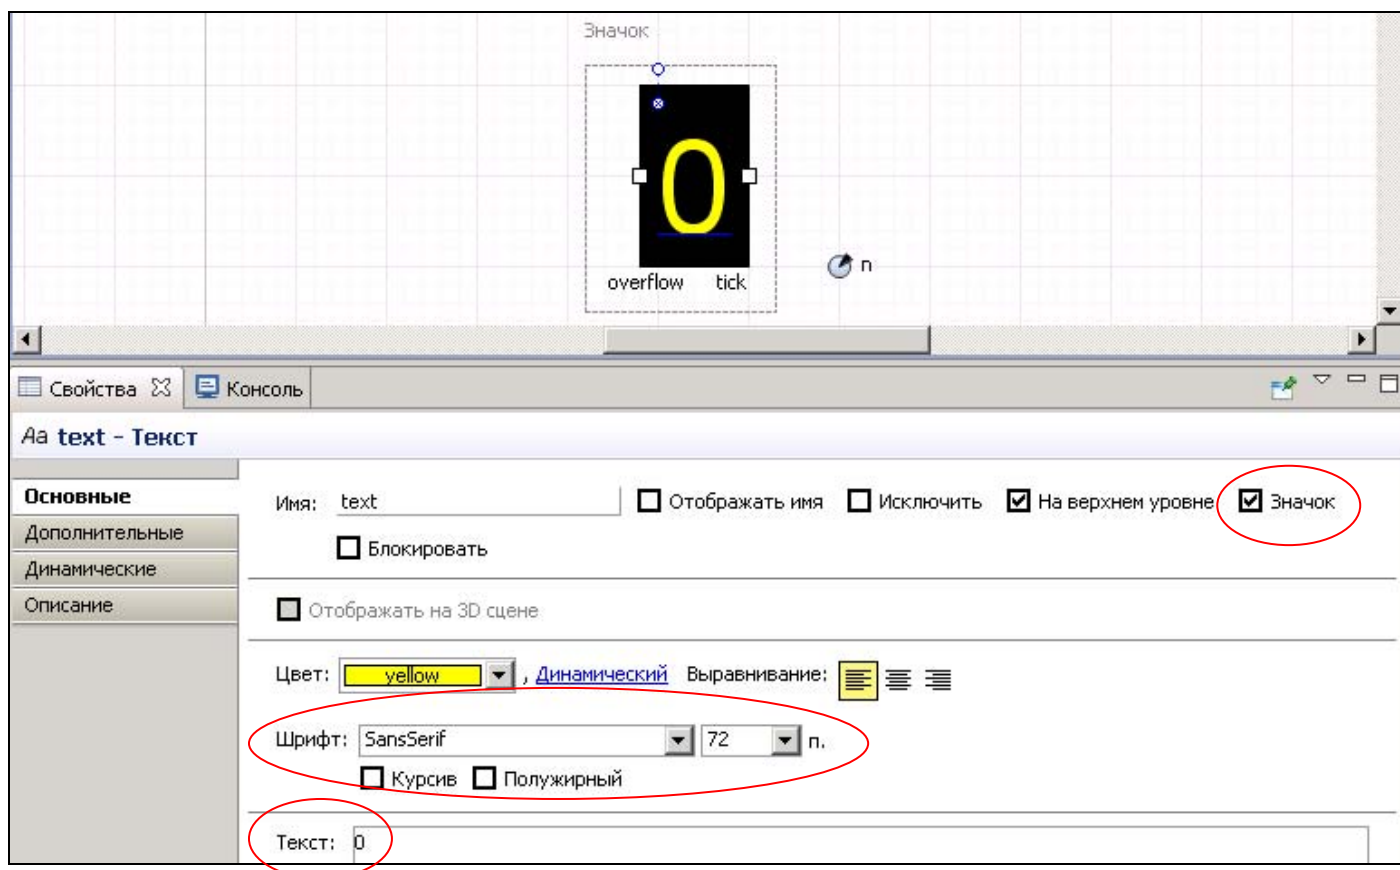 Значок
0
overflow tick
n
Свойства Консоль
Aa text - Текст
Основные
Дополнительные
Динамические
Описание
Имя: text Отображать имя Исключить На верхнем уровне Значок
Блокировать
Отображать на 3D сцене
Цвет: yellow , Динамический Выравнивание:
Шрифт: SansSerif 72 п.
Курсив Полужирный
Текст: 0